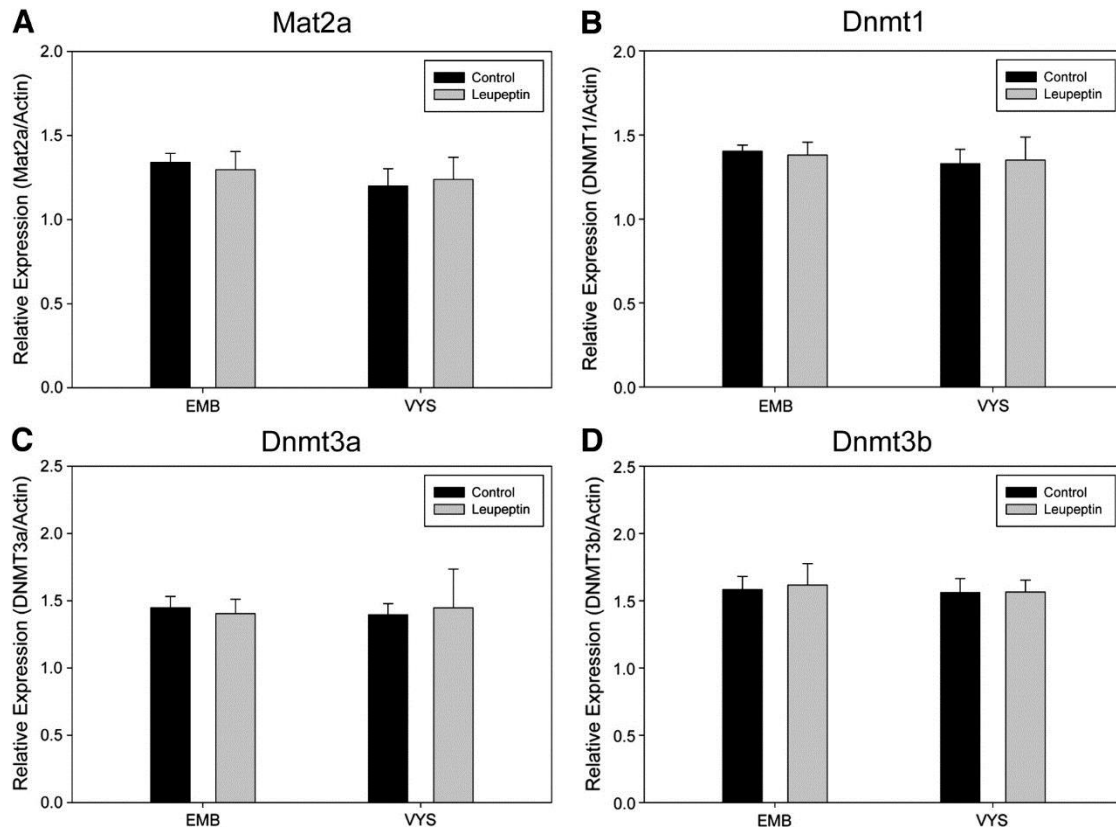 A
Mat2a
Relative Expression (Mat2a/Actin)
2.0
1.5
1.0
0.5
0.0
Control
Leupeptin
EMB
VYS
B
Dnmt1
Relative Expression (DNMT1/Actin)
2.0
1.5
1.0
0.5
0.0
Control
Leupeptin
EMB
VYS
C
Dnmt3a
Relative Expression (DNMT3a/Actin)
2.5
2.0
1.5
1.0
0.5
0.0
Control
Leupeptin
EMB
VYS
D
Dnmt3b
Relative Expression (DNMT3b/Actin)
2.5
2.0
1.5
1.0
0.5
0.0
Control
Leupeptin
EMB
VYS